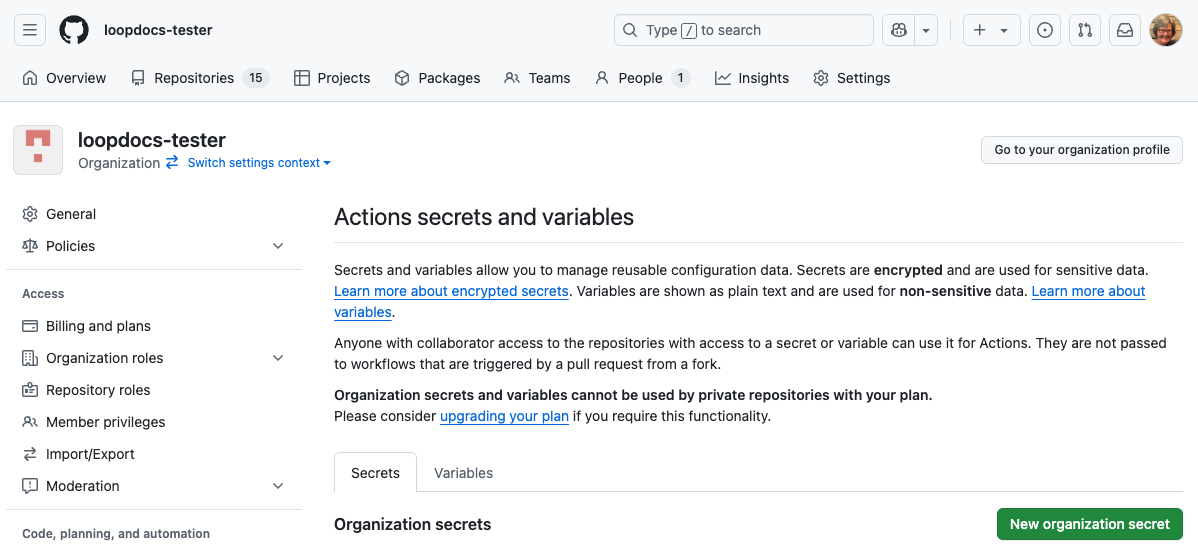 loopdocs-tester
Type / to search
Overview
Repositories 15
Projects
Packages
Teams
People 1
Insights
Settings
loopdocs-tester
Organization Switch settings context
Go to your organization profile
General
Policies
Access
Billing and plans
Organization roles
Repository roles
Member privileges
Import/Export
Moderation
Code, planning, and automation
Actions secrets and variables
Secrets and variables allow you to manage reusable configuration data. Secrets are encrypted and are used for sensitive data.
Learn more about encrypted secrets. Variables are shown as plain text and are used for non-sensitive data. Learn more about
variables.
Anyone with collaborator access to the repositories with access to a secret or variable can use it for Actions. They are not passed
to workflows that are triggered by a pull request from a fork.
Organization secrets and variables cannot be used by private repositories with your plan.
Please consider upgrading your plan if you require this functionality.
Secrets
Variables
Organization secrets
New organization secret